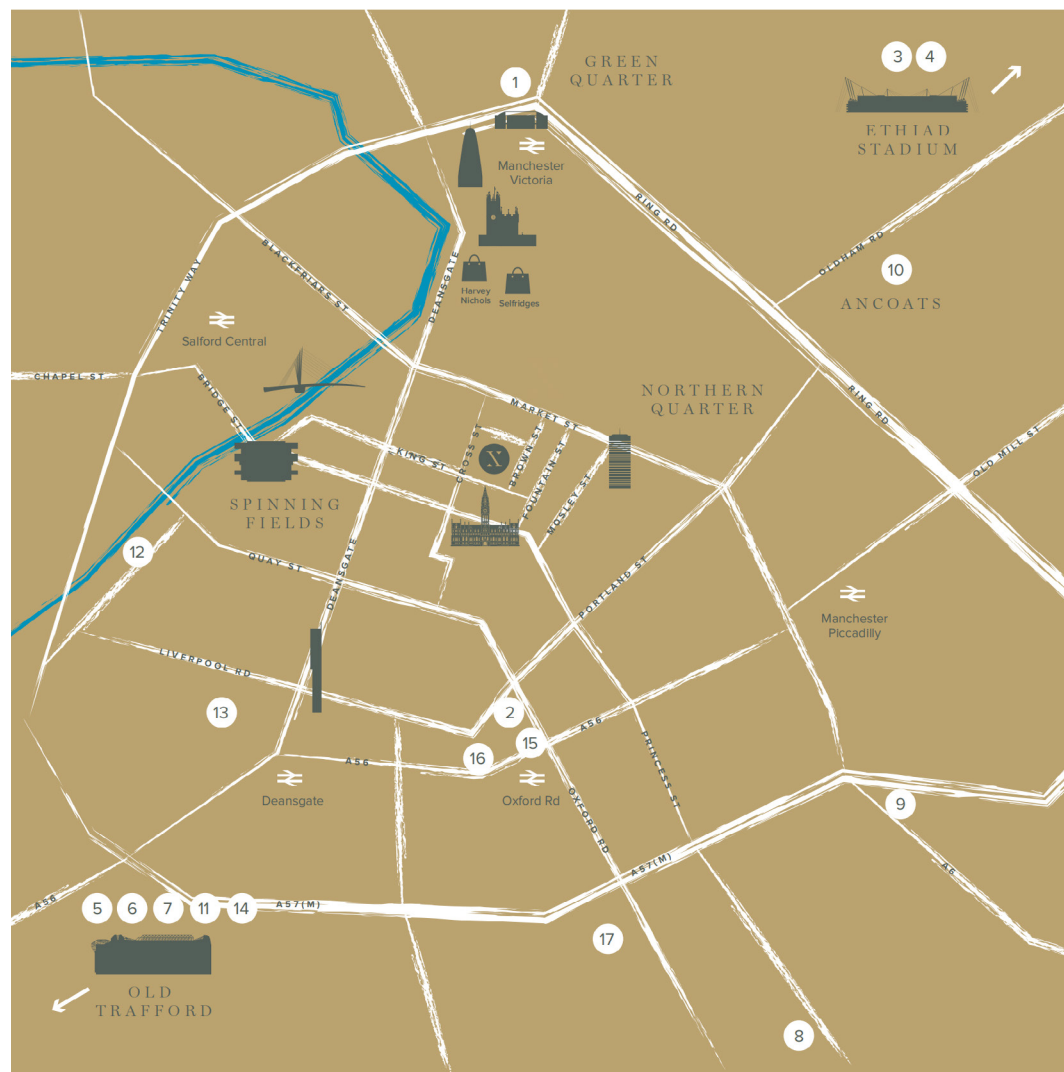 GREEN
QUARTER
1
3
4
ETHIAD
STADIUM
Manchester
Victoria
RING RD
OLDHAM RD
10
ANCOATS
BLACKFRIARS ST
DEANSGATE
Harvey
Nichols
Selfridges
TRINITY WAY
Salford Central
CHAPEL ST
BRIDGE ST
MARKET ST
NORTHERN
QUARTER
RING RD
OLD MILL ST
KING ST
CROSS ST
X
BROWN ST
FOUNTAIN ST
MOSLEY ST
SPINNING
FIELDS
12
QUAY ST
DEANSGATE
PORTLAND ST
Manchester
Piccadilly
LIVERPOOL RD
13
2
15
16
A56
A56
PRINCESS ST
Deansgate
Oxford Rd
OXFORD RD
9
A6
A57(M)
A56
5
6
7
11
14
A57(M)
17
OLD
TRAFFORD
8